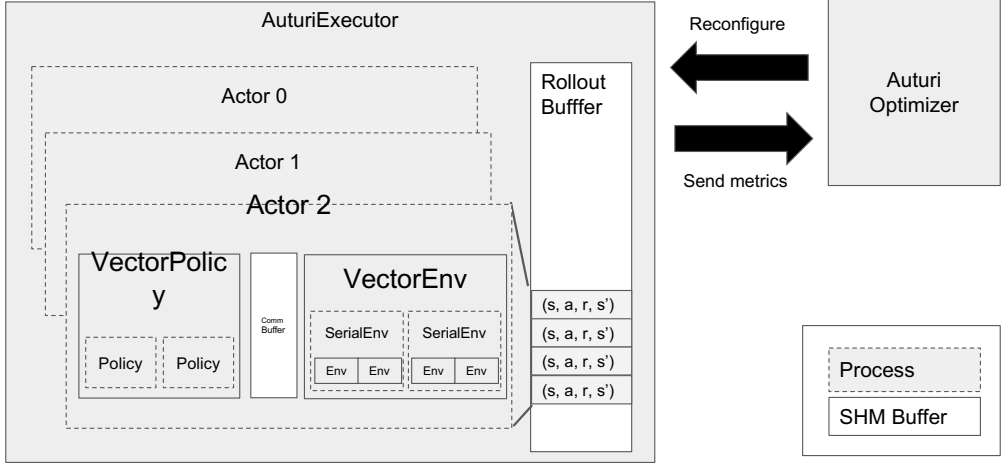 AuturiExecutor
Actor 0
Actor 1
Actor 2
VectorPolic
y
Policy
Policy
Comm
Buffer
VectorEnv
SerialEnv
SerialEnv
Env
Env
Env
Env
Rollout
Bufffer
(s, a, r, s’)
(s, a, r, s’)
(s, a, r, s’)
(s, a, r, s’)
Reconfigure
Send metrics
Auturi
Optimizer
Process
SHM Buffer